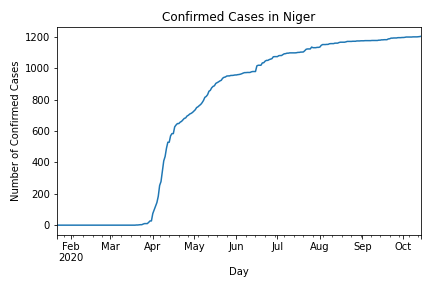 Confirmed Cases in Niger
Number of Confirmed Cases
1200
1000
800
600
400
200
0
Feb Mar Apr May Jun Jul Aug Sep Oct
2020
Day